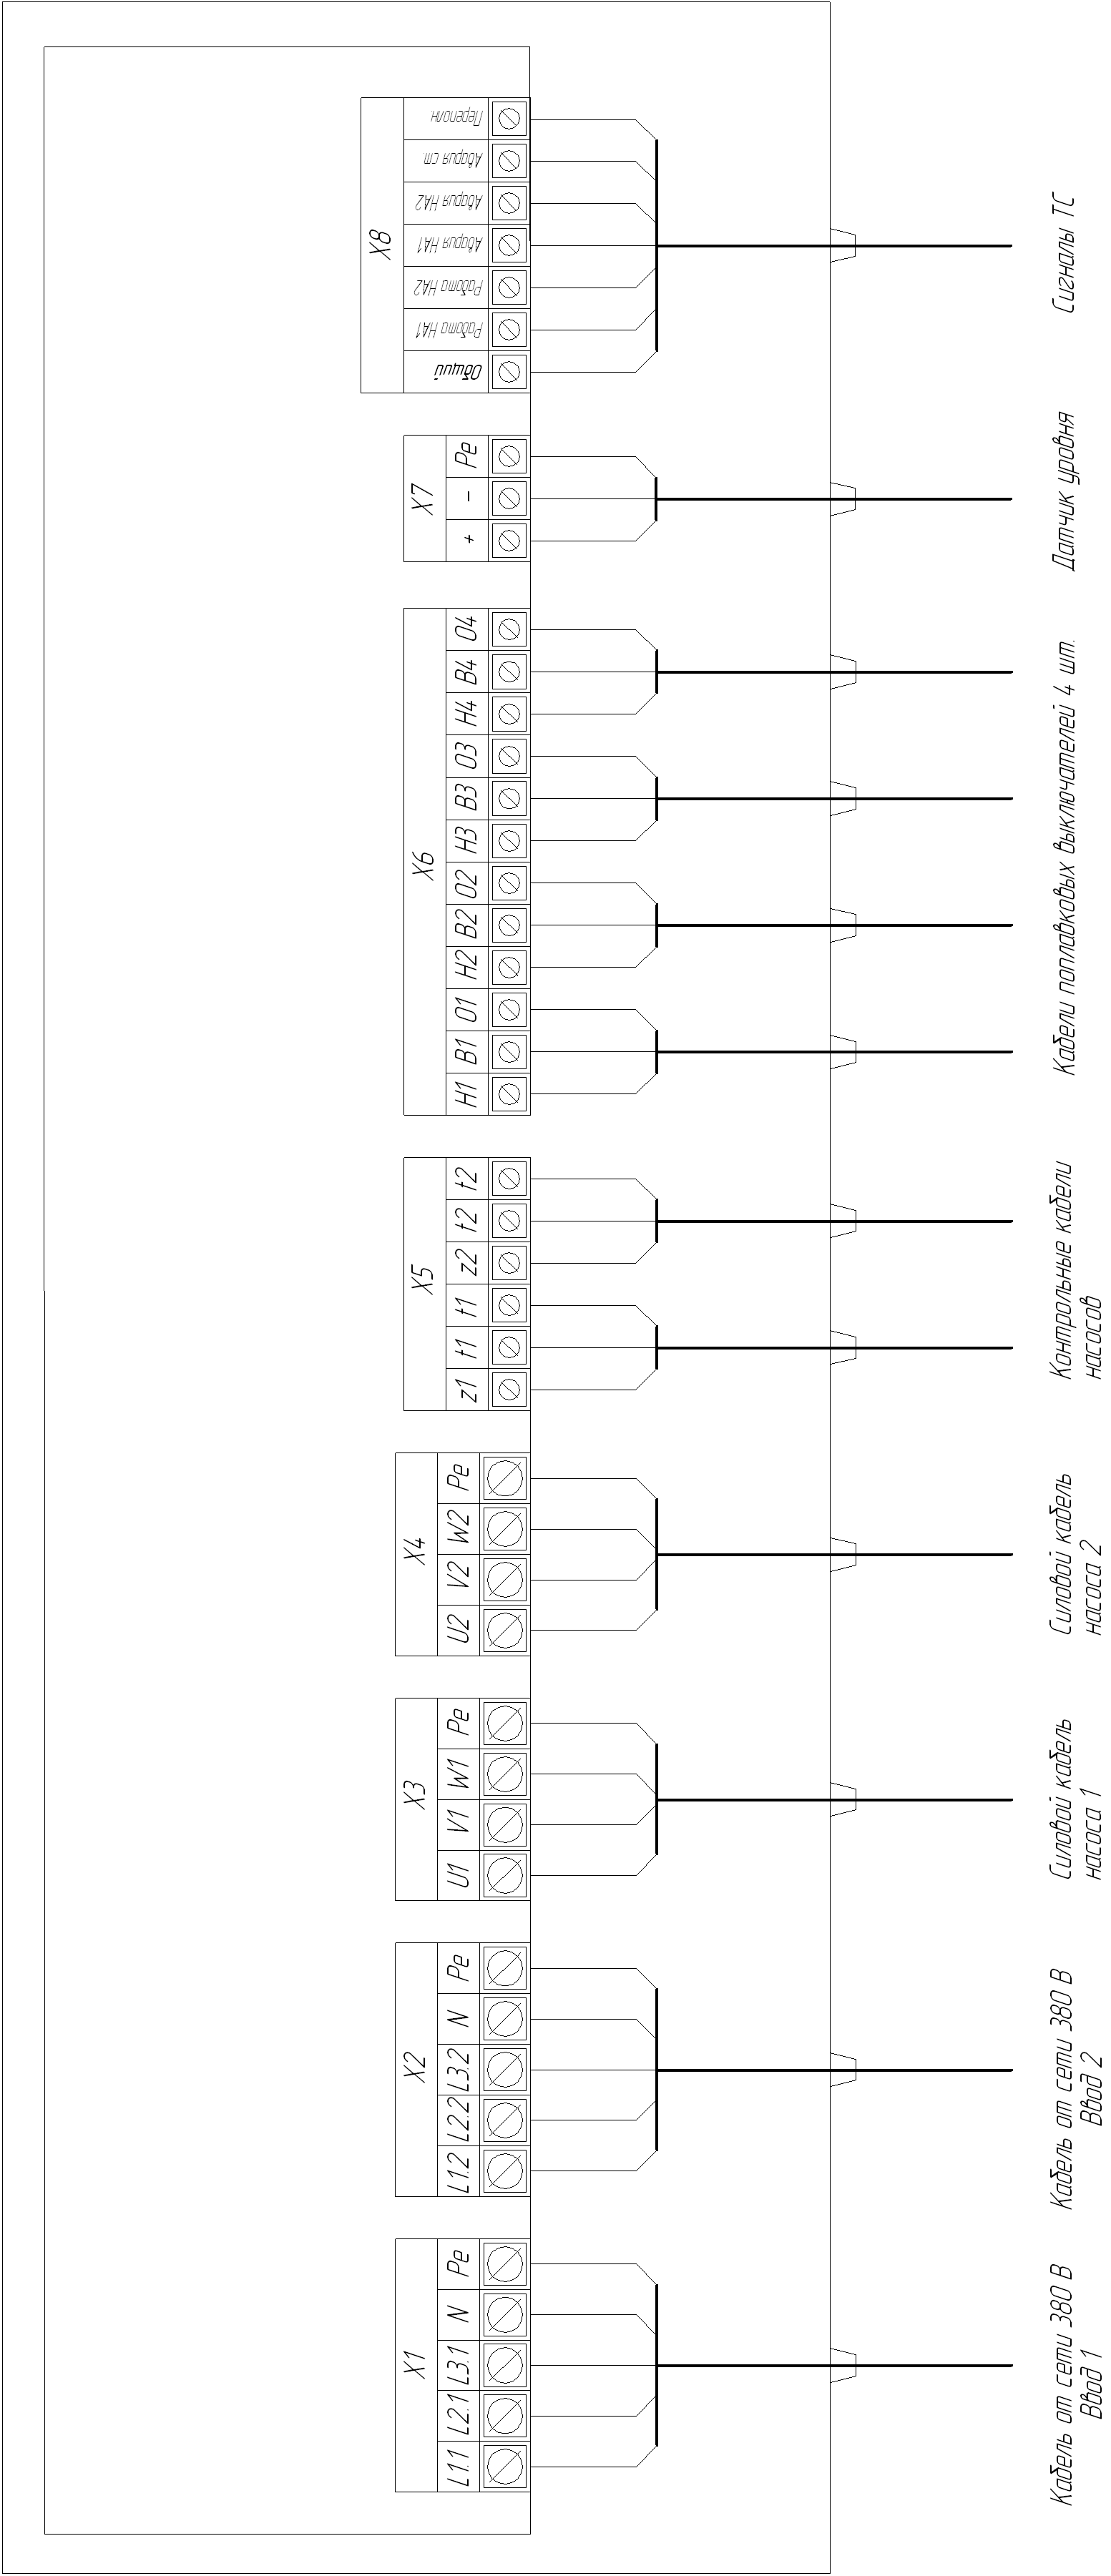 X1
L1.1
L2.1
L3.1
N
Pe
X2
L1.2
L2.2
L3.2
N
Pe
X3
U1
V1
W1
Pe
X4
U2
V2
W2
Pe
X5
z1
t1
t1
z2
t2
t2
X6
H1
B1
O1
H2
B2
O2
H3
B3
O3
H4
B4
O4
X7
+
-
Pe
X8
Общий
Работа НА1
Работа НА2
Авария НА1
Авария НА2
Авария ст
Переполн
Кабель от сети 380 В
Ввод 1
Кабель от сети 380 В
Ввод 2
Силовой кабель
насоса 1
Силовой кабель
насоса 2
Контрольные кабели
насосов
Кабели поплавковых выключателей 4 шт.
Датчик уровня
Сигналы ТС